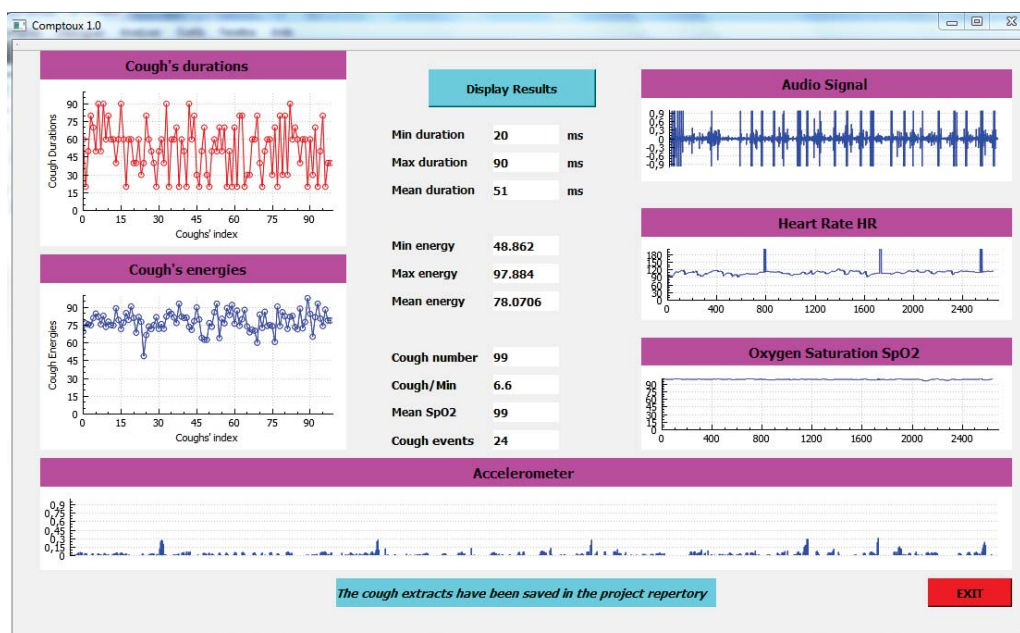 Comptoux 1.0
Cough's durations
90
75
60
45
30
15
0
Cough Durations
0 15 30 45 60 75 90
Coughs' index
Cough's energies
90
75
60
45
30
15
0
Cough Energies
0 15 30 45 60 75 90
Coughs' index
Display Results
Min duration 20 ms
Max duration 90 ms
Mean duration 51 ms
Min energy 48.862
Max energy 97.884
Mean energy 78.0706
Cough number 99
Cough/Min 6.6
Mean SpO2 99
Cough events 24
Audio Signal
0,9
0,6
0,3
0
-0,3
-0,6
-0,9
Heart Rate HR
180
150
120
90
60
30
0
0 400 800 1200 1600 2000 2400
Oxygen Saturation SpO2
90
75
60
45
30
15
0
0 400 800 1200 1600 2000 2400
Accelerometer
0,9
0,75
0,6
0,45
0,3
0,15
0
The cough extracts have been saved in the project repertory
EXIT